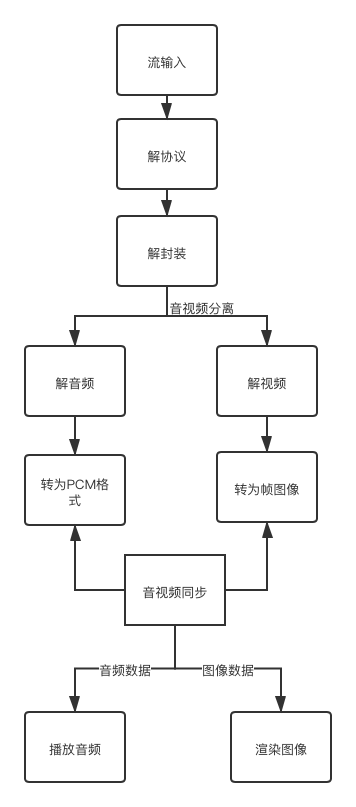 流输入
解协议
解封装
音视频分离
解音频
解视频
转为PCM格
式
转为帧图像
音视频同步
音频数据
图像数据
播放音频
渲染图像